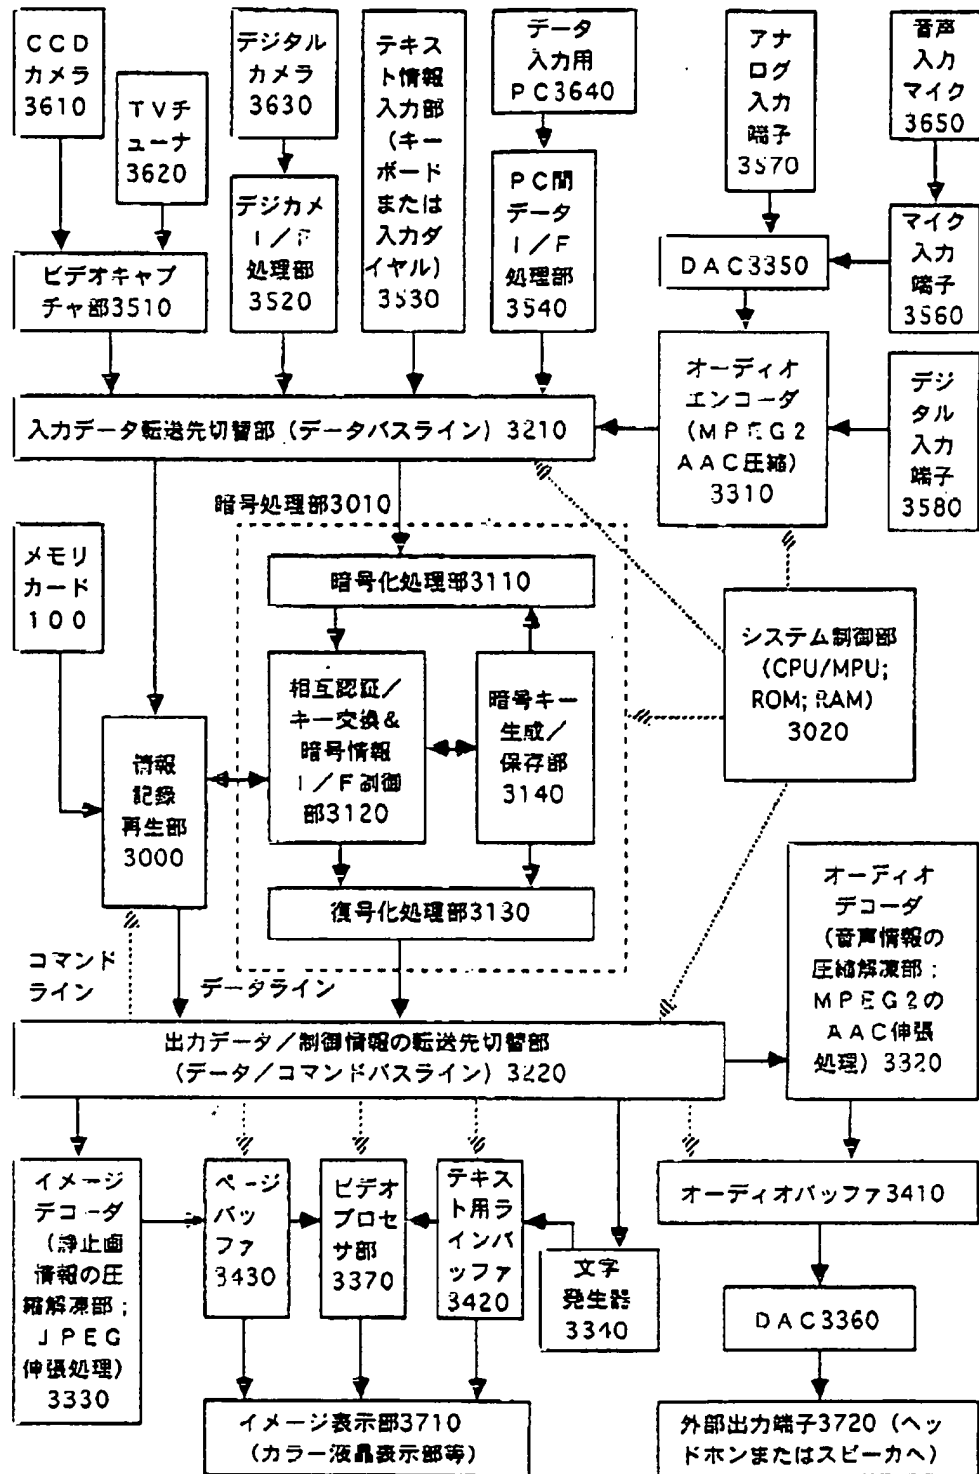 CCD
カメラ
3610
TVチ
ューナ
3620
デジタル
カメラ
3630
テキス
ト情報
入力部
(キー
ボード
または
入力ダ
イヤル)
3530
データ
入力用
PC3640
アナ
ログ
入力
端子
3570
音声
入力
マイク
3650
ビデオキャプ
チャ部3510
デジカメ
I/F
処理部
3520
PC間
データ
I/F
処理部
3540
DAC3350
マイク
入力
端子
3560
入力データ転送先切替部(データバスライン)3210
オーディオ
エンコーダ
(MPEG2
AAC圧縮)
3310
デジ
タル
入力
端子
3580
暗号処理部3010
メモリ
カード
100
暗号化処理部3110
システム制御部
(CPU/MPU;
ROM;RAM)
3020
情報
記録
再生部
3000
相互認証/
キー交換&
暗号情報
I/F制御
部3120
暗号キー
生成/
保存部
3140
復号化処理部3130
オーディオ
デコーダ
(音声情報の
圧縮解凍部;
MPEG2の
AAC伸張
処理)3320
コマンド
ライン
データライン
出力データ/制御情報の転送先切替部
(データ/コマンドバスライン)3220
イメージ
デコーダ
(静止画
情報の圧
縮解凍部;
JPEG
伸張処理)
3330
ページ
バッ
ファ
3430
ビデオ
プロセ
サ部
3370
テキス
ト用ラ
インバ
ッファ
3420
文字
発生器
3340
オーディオバッファ3410
DAC3360
イメージ表示部3710
(カラー液晶表示部等)
外部出力端子3720(ヘッ
ドホンまたはスピーカへ)